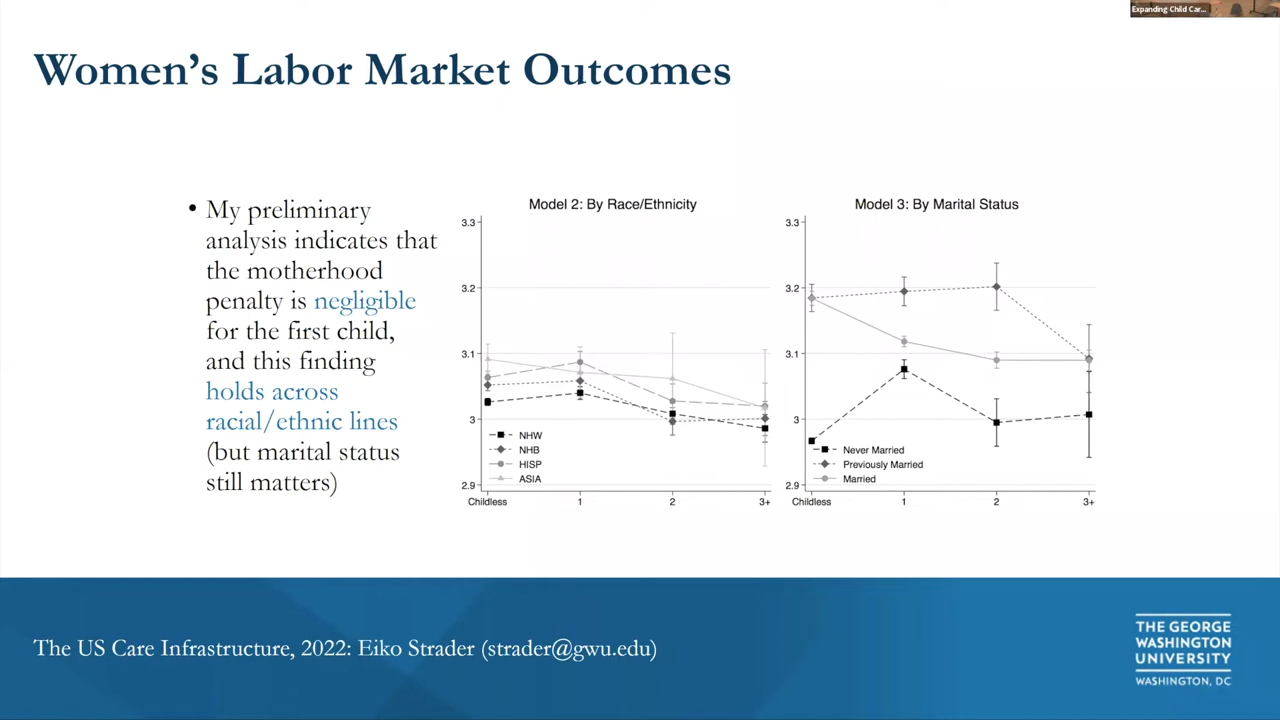 Expanding Child Car...
Women's Labor Market Outcomes
• My preliminary
analysis indicates that
the motherhood
penalty is negligible
for the first child,
and this finding
holds across
racial/ethnic lines
(but marital status
still matters)
Model 2: By Race/Ethnicity
3.3
3.2
3.1
3
2.9
NHW
NHB
HISP
ASIA
Childless 1 2 3+
Model 3: By Marital Status
3.3
3.2
3.1
3
2.9
Never Married
Previously Married
Married
Childless 1 2 3+
The US Care Infrastructure, 2022: Eiko Strader (strader@gwu.edu)
THE GEORGE
WASHINGTON
UNIVERSITY
WASHINGTON, DC